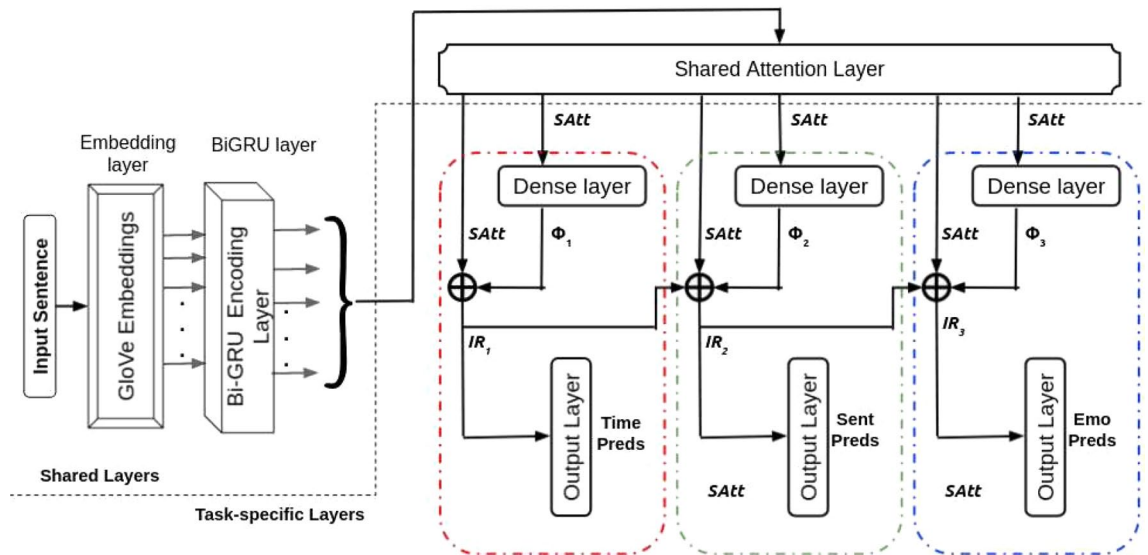 Shared Attention Layer
Embedding
layer
BiGRU layer
SAtt
SAtt
SAtt
Dense layer
Dense layer
Dense layer
Input Sentence
GloVe Embeddings
Bi-GRU Encoding
Layer
SAtt
Φ1
SAtt
Φ2
SAtt
Φ3
IR1
IR2
IR3
Output Layer
Time
Preds
Output Layer
Sent
Preds
Output Layer
Emo
Preds
Shared Layers
SAtt
SAtt
Task-specific Layers